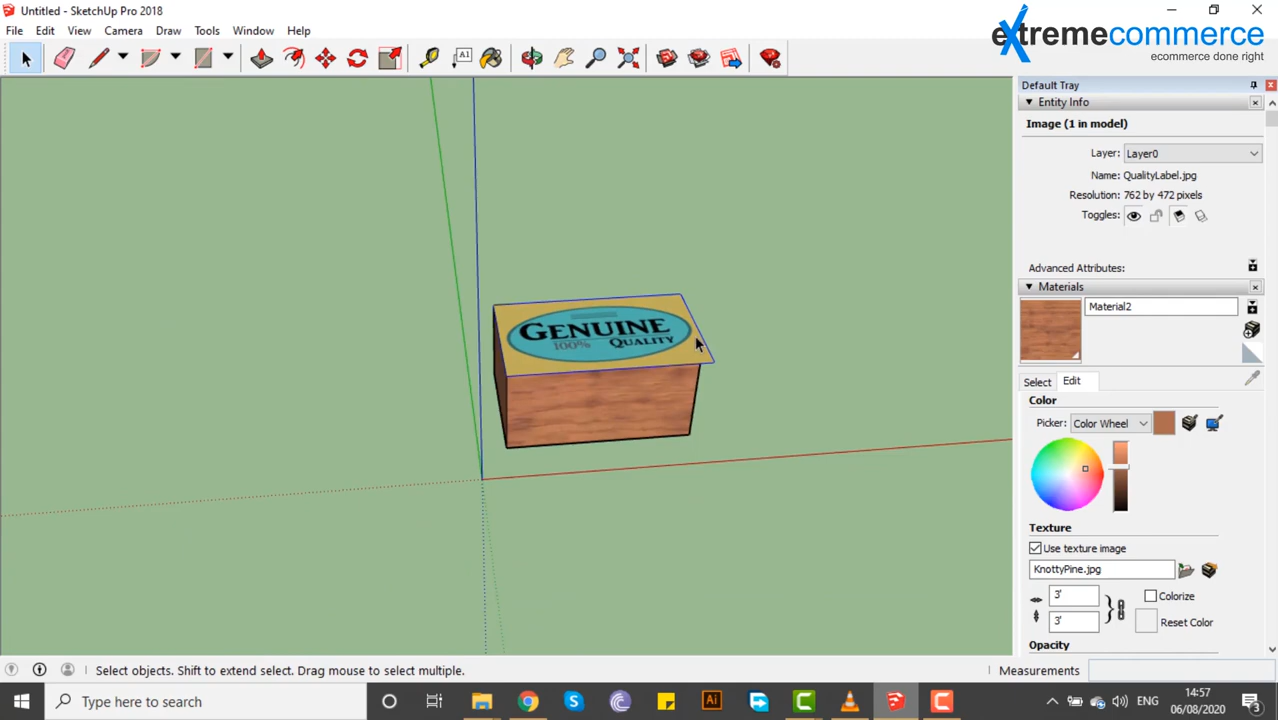 Untitled - SketchUp Pro 2018
File Edit View Camera Draw Tools Window Help
extremecommerce
ecommerce done right
A1
Default Tray
Entity Info
Image (1 in model)
Layer: Layer0
Name: QualityLabel.jpg
Resolution: 762 by 472 pixels
Toggles:
Advanced Attributes:
Materials
Material2
Select Edit
Color
Picker: Color Wheel
Texture
Use texture image
KnottyPine.jpg
3'
Colorize
3'
Reset Color
Opacity
GENUINE
100% QUALITY
Select objects. Shift to extend select. Drag mouse to select multiple.
Measurements
Type here to search
Ai
ENG
14:57
06/08/2020
3